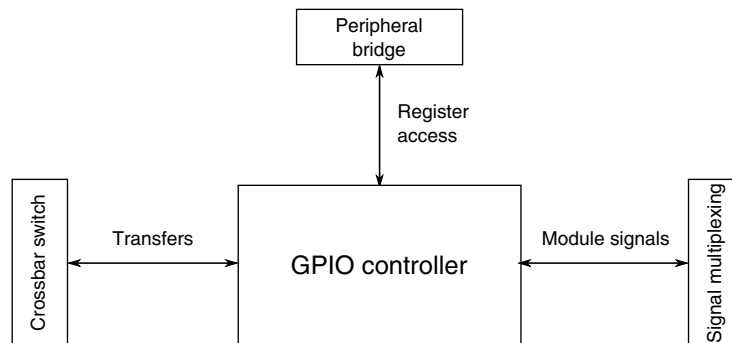 Peripheral
bridge
Register
access
Crossbar switch
Transfers
GPIO controller
Module signals
Signal multiplexing